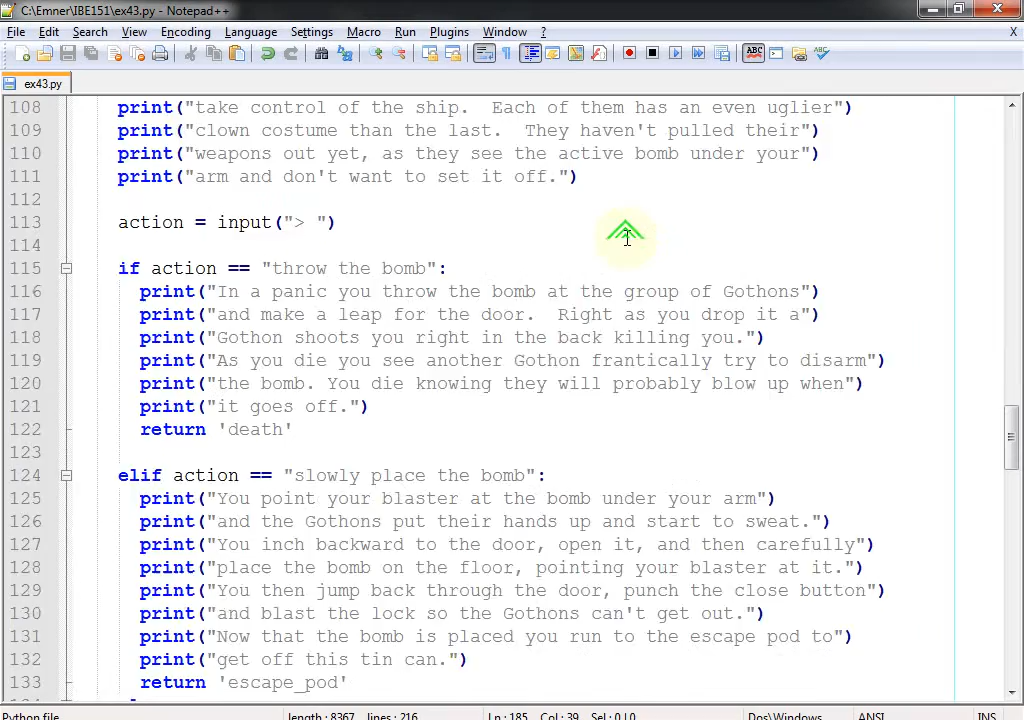 C:\Emner\IBE151\ex43.py - Notepad++
File Edit Search View Encoding Language Settings Macro Run Plugins Window ? X
ex43.py
108 print("take control of the ship.  Each of them has an even uglier")
109 print("clown costume than the last.  They haven't pulled their")
110 print("weapons out yet, as they see the active bomb under your")
111 print("arm and don't want to set it off.")
112
113 action = input("> ")
114
115 if action == "throw the bomb":
116 print("In a panic you throw the bomb at the group of Gothons")
117 print("and make a leap for the door.  Right as you drop it a")
118 print("Gothon shoots you right in the back killing you.")
119 print("As you die you see another Gothon frantically try to disarm")
120 print("the bomb. You die knowing they will probably blow up when")
121 print("it goes off.")
122 return 'death'
123
124 elif action == "slowly place the bomb":
125 print("You point your blaster at the bomb under your arm")
126 print("and the Gothons put their hands up and start to sweat.")
127 print("You inch backward to the door, open it, and then carefully")
128 print("place the bomb on the floor, pointing your blaster at it.")
129 print("You then jump back through the door, punch the close button")
130 print("and blast the lock so the Gothons can't get out.")
131 print("Now that the bomb is placed you run to the escape pod to")
132 print("get off this tin can.")
133 return 'escape_pod'
Python file length : 8367 lines : 216 Ln : 185 Col : 39 Sel : 0 | 0 Dos\Windows ANSI INS